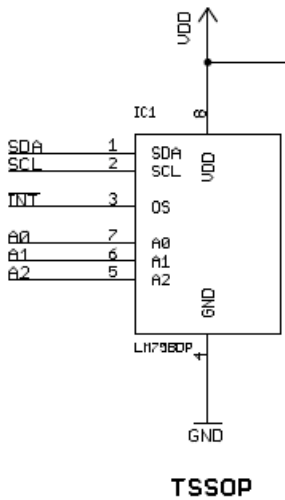 VDD
IC1
8
SDA 1 SDA
SCL 2 SCL
VDD
INT 3 OS
A0 7 A0
A1 6 A1
A2 5 A2
GND
LM75BDP
4
GND
TSSOP